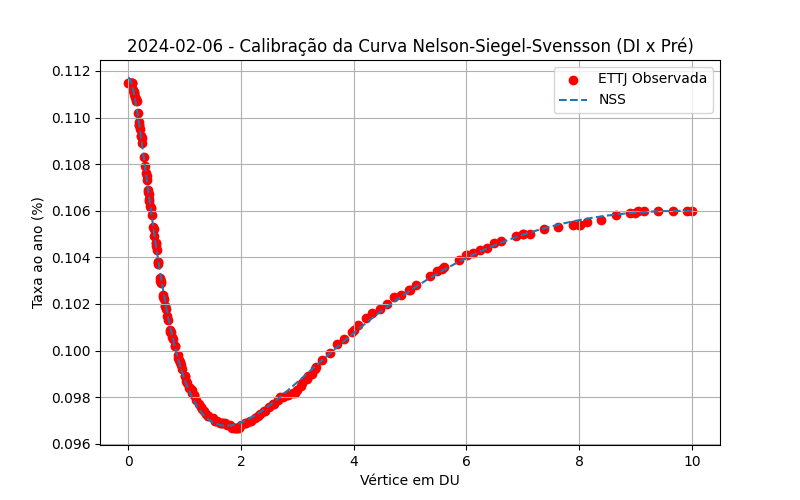 2024-02-06 - Calibração da Curva Nelson-Siegel-Svensson (DI x Pré)
ETTJ Observada
NSS
Taxa ao ano (%)
0.112
0.110
0.108
0.106
0.104
0.102
0.100
0.098
0.096
0 2 4 6 8 10
Vértice em DU